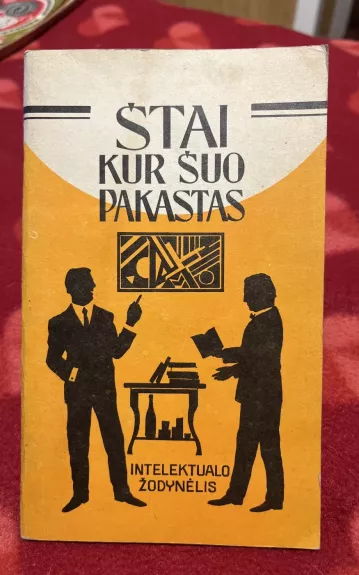 ŠTAI
KUR ŠUO
PAKASTAS
INTELEKTUALO
ŽODYNĖLIS